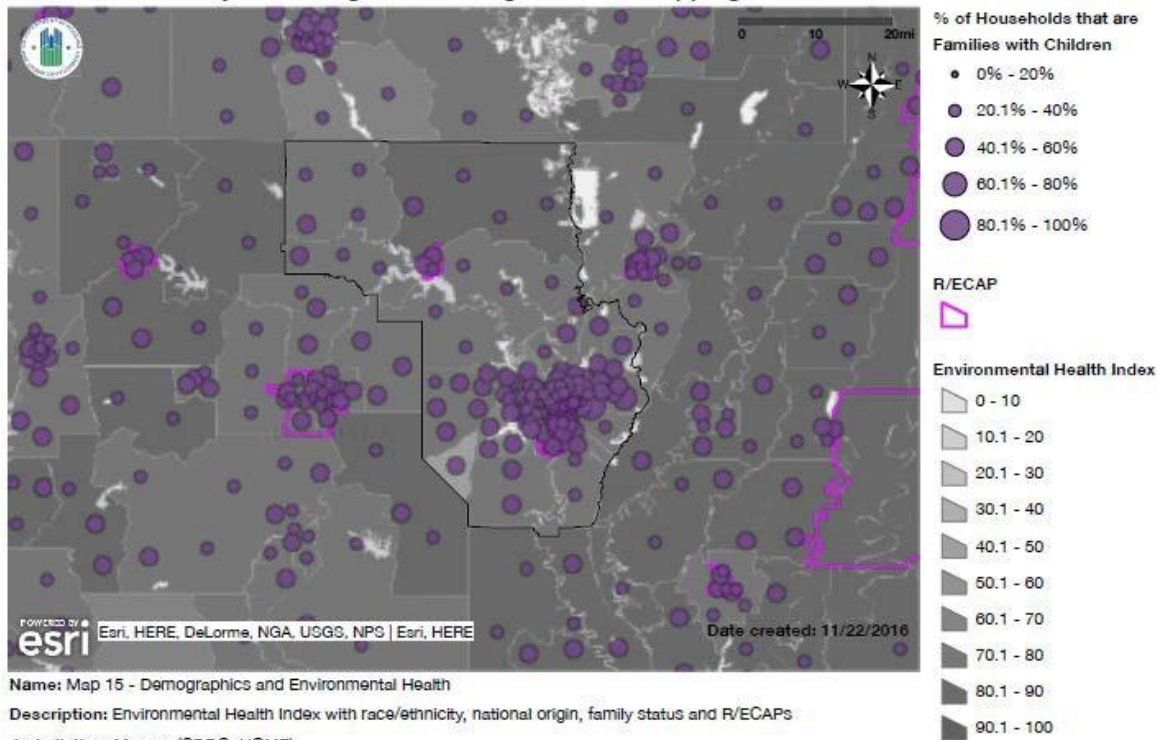 0 10 20mi
N
W E
S
POWERED BY
esri
Esri, HERE, DeLorme, NGA, USGS, NPS | Esri, HERE
Date created: 11/22/2016
Name: Map 15 - Demographics and Environmental Health
Description: Environmental Health Index with race/ethnicity, national origin, family status and R/ECAPs
% of Households that are
Families with Children
0% - 20%
20.1% - 40%
40.1% - 60%
60.1% - 80%
80.1% - 100%
R/ECAP
Environmental Health Index
0 - 10
10.1 - 20
20.1 - 30
30.1 - 40
40.1 - 50
50.1 - 60
60.1 - 70
70.1 - 80
80.1 - 90
90.1 - 100